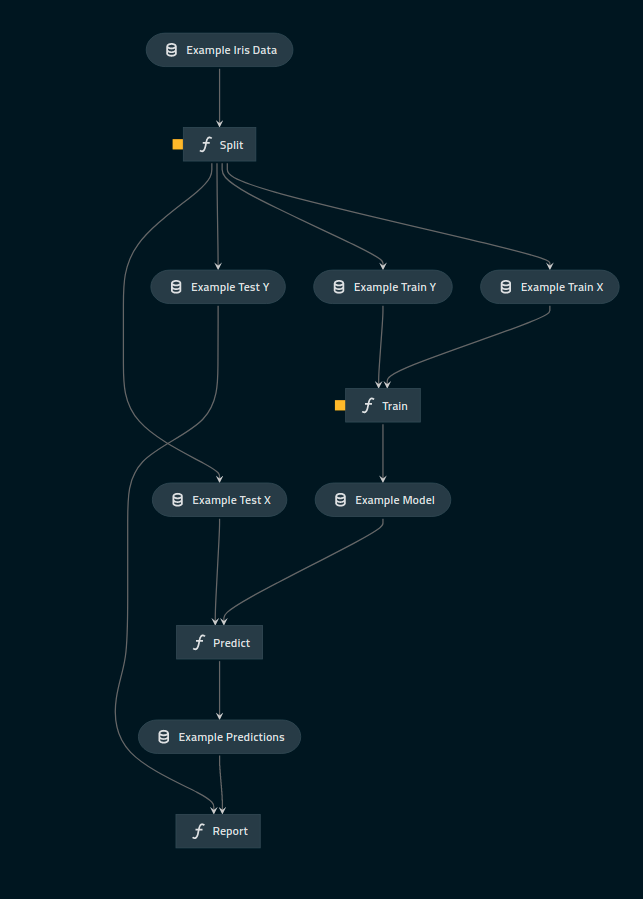 Example Iris Data
Split
Example Test Y
Example Train Y
Example Train X
Train
Example Test X
Example Model
Predict
Example Predictions
Report